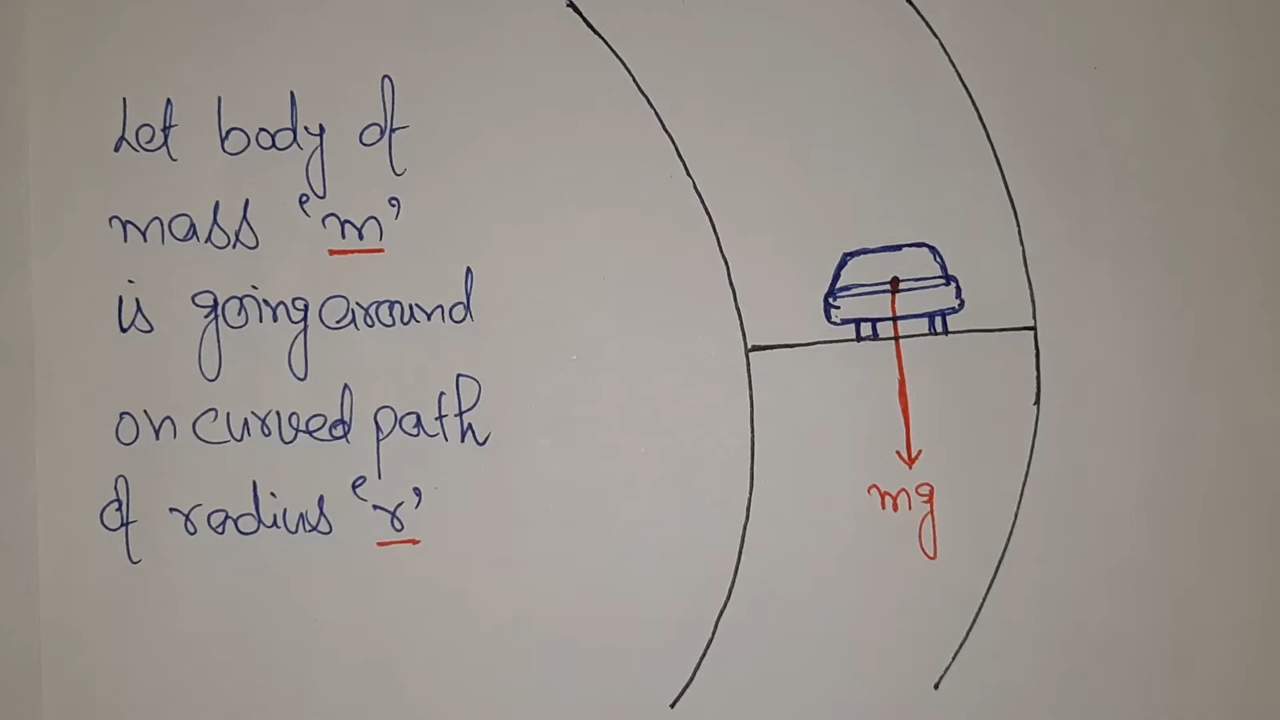 Let body of
mass 'm'
is going around
on curved path
of radius 'r'
mg